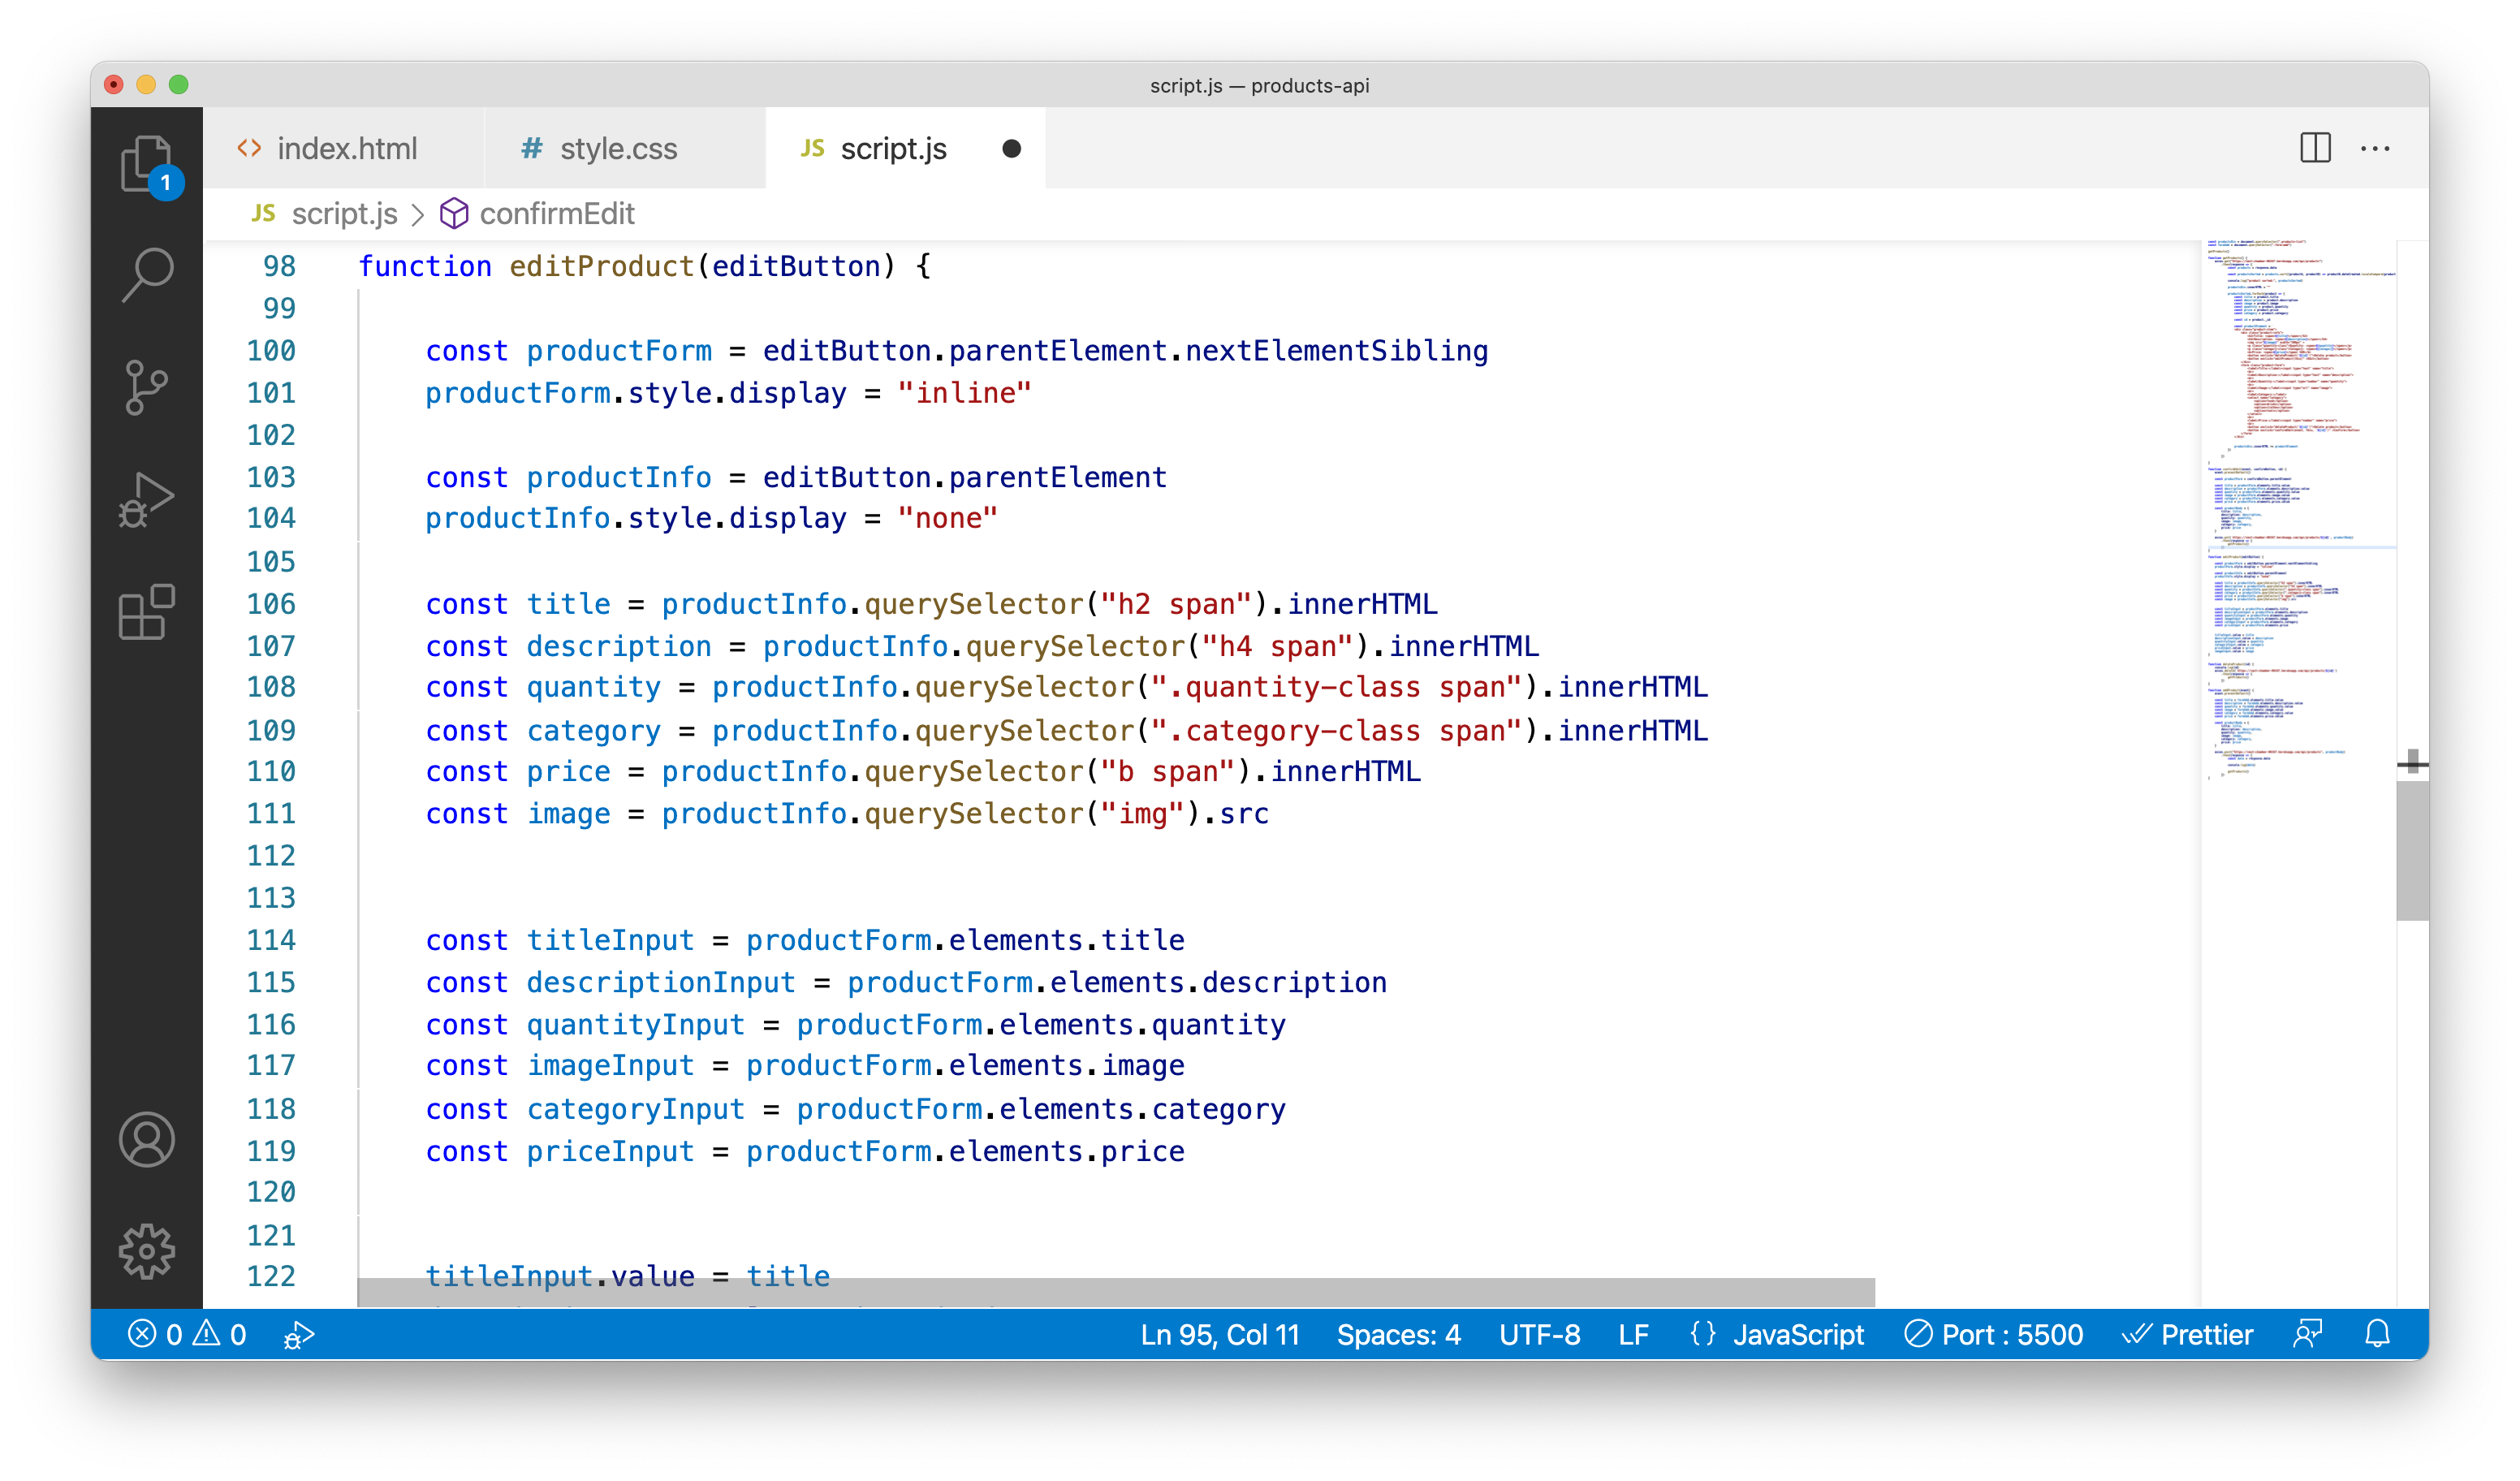 script.js — products-api
1
index.html
# style.css
JS script.js
JS script.js > confirmEdit
98 function editProduct(editButton) {
99
100 const productForm = editButton.parentElement.nextElementSibling
101 productForm.style.display = "inline"
102
103 const productInfo = editButton.parentElement
104 productInfo.style.display = "none"
105
106 const title = productInfo.querySelector("h2 span").innerHTML
107 const description = productInfo.querySelector("h4 span").innerHTML
108 const quantity = productInfo.querySelector(".quantity-class span").innerHTML
109 const category = productInfo.querySelector(".category-class span").innerHTML
110 const price = productInfo.querySelector("b span").innerHTML
111 const image = productInfo.querySelector("img").src
112
113
114 const titleInput = productForm.elements.title
115 const descriptionInput = productForm.elements.description
116 const quantityInput = productForm.elements.quantity
117 const imageInput = productForm.elements.image
118 const categoryInput = productForm.elements.category
119 const priceInput = productForm.elements.price
120
121
122 titleInput.value = title
0 0 Ln 95, Col 11 Spaces: 4 UTF-8 LF {} JavaScript Port : 5500 Prettier